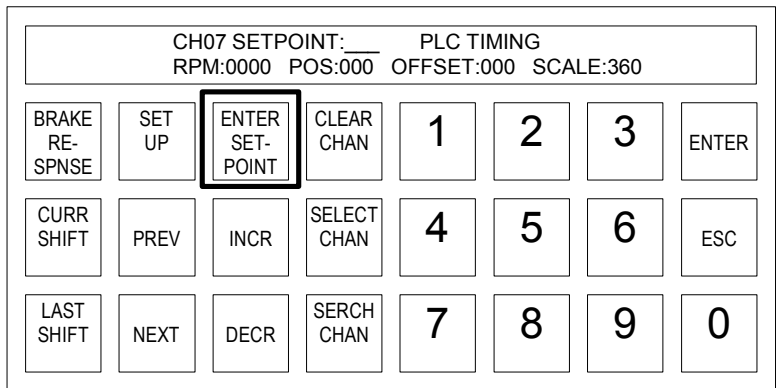 CH07 SETPOINT:___ PLC TIMING
RPM:0000 POS:000 OFFSET:000 SCALE:360
BRAKE
RE-
SPNSE
SET
UP
ENTER
SET-
POINT
CLEAR
CHAN
1
2
3
ENTER
CURR
SHIFT
PREV
INCR
SELECT
CHAN
4
5
6
ESC
LAST
SHIFT
NEXT
DECR
SERCH
CHAN
7
8
9
0